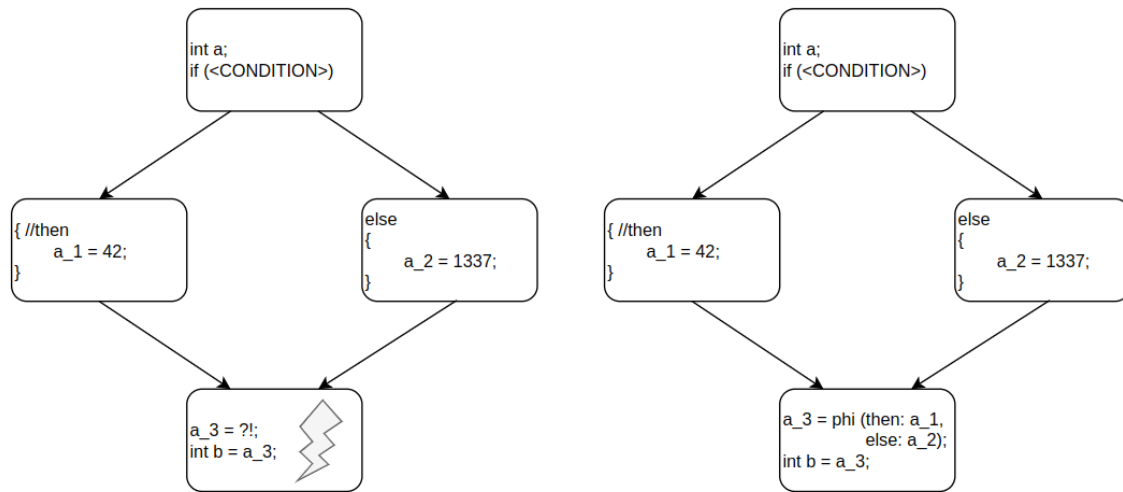 int a;
if (<CONDITION>)
{ //then
a_1 = 42;
}
else
{
a_2 = 1337;
}
a_3 = ?!;
int b = a_3;
int a;
if (<CONDITION>)
{ //then
a_1 = 42;
}
else
{
a_2 = 1337;
}
a_3 = phi (then: a_1,
else: a_2);
int b = a_3;